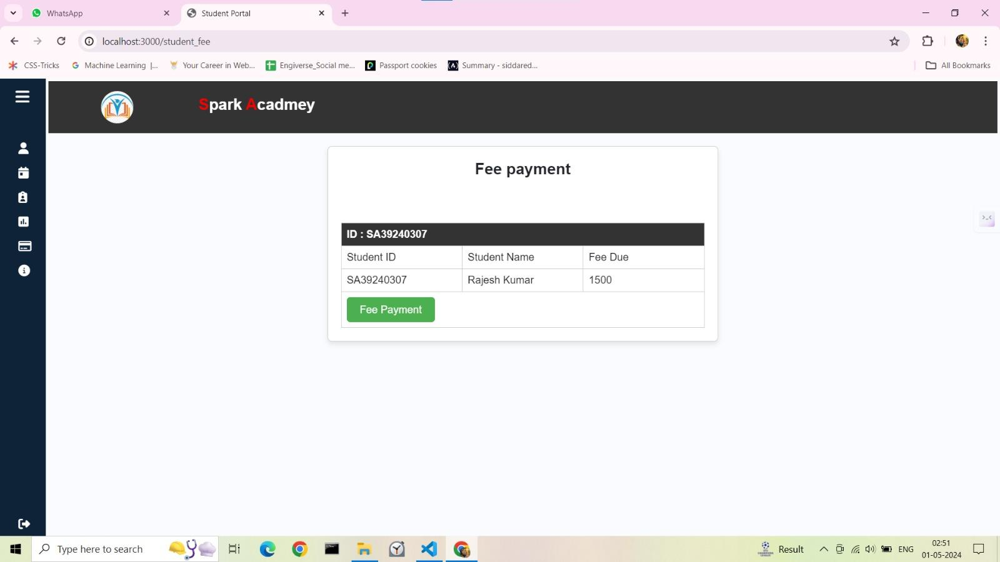 WhatsApp
Student Portal
localhost:3000/student_fee
CSS-Tricks
Machine Learning |...
Your Career in Web...
Engiverse_Social me...
Passport cookies
Summary - siddared...
All Bookmarks
Spark Acadmey
Fee payment
ID : SA39240307
Student ID Student Name Fee Due
SA39240307 Rajesh Kumar 1500
Fee Payment
Type here to search
Result
ENG
02:51
01-05-2024